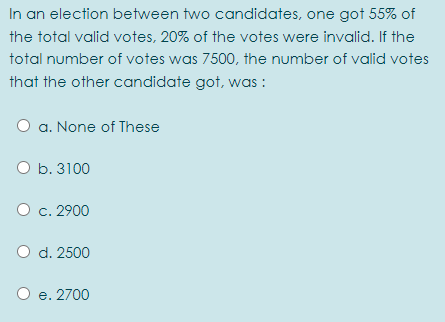 In an election between two candidates, one got 55% of
the total valid votes, 20% of the votes were invalid. If the
total number of votes was 7500, the number of valid votes
that the other candidate got, was :
a. None of These
b. 3100
c. 2900
d. 2500
e. 2700